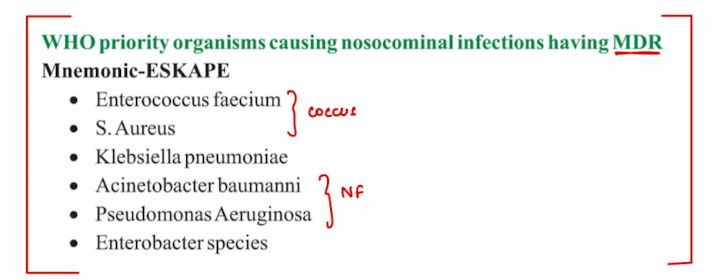 WHO priority organisms causing nosocominal infections having MDR
Mnemonic-ESKAPE
• Enterococcus faecium
coccus
• S. Aureus
• Klebsiella pneumoniae
• Acinetobacter baumanni
NF
• Pseudomonas Aeruginosa
• Enterobacter species